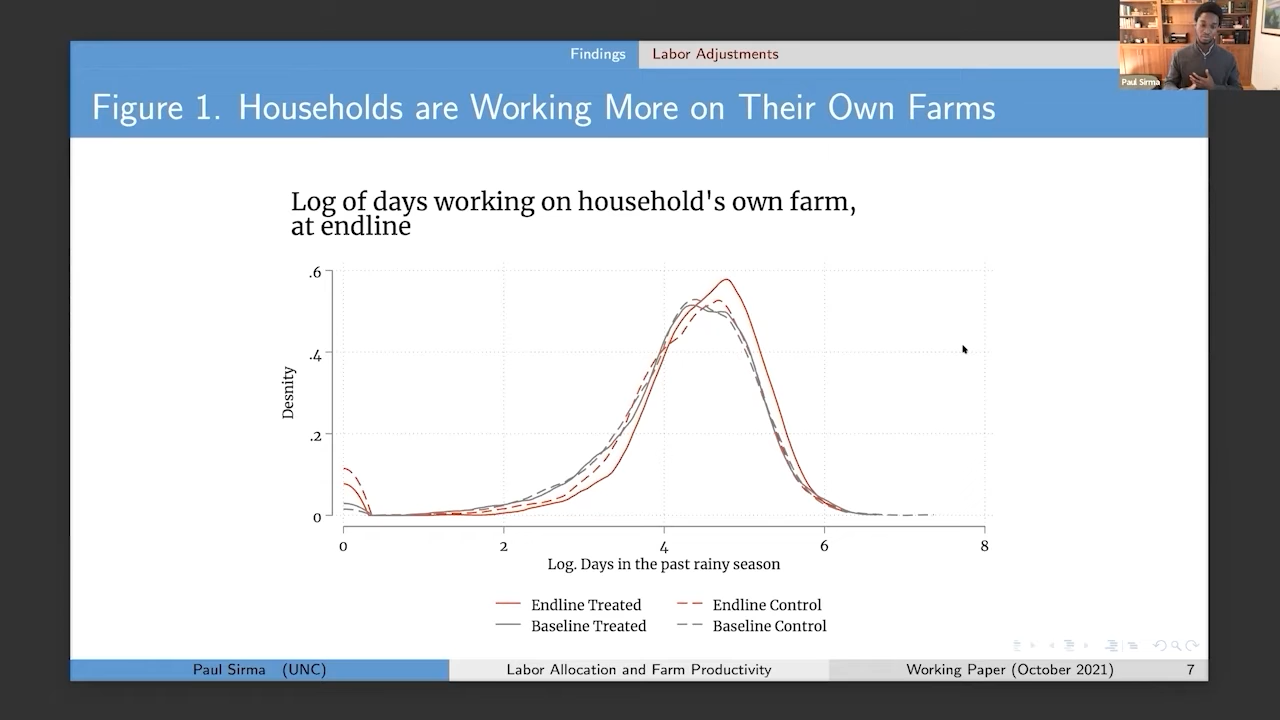 Findings
Labor Adjustments
Paul Sirma
Figure 1. Households are Working More on Their Own Farms
Log of days working on household's own farm,
at endline
.6
.4
.2
0
Desnity
0 2 4 6 8
Log. Days in the past rainy season
Endline Treated
Endline Control
Baseline Treated
Baseline Control
Paul Sirma (UNC)
Labor Allocation and Farm Productivity
Working Paper (October 2021)
7